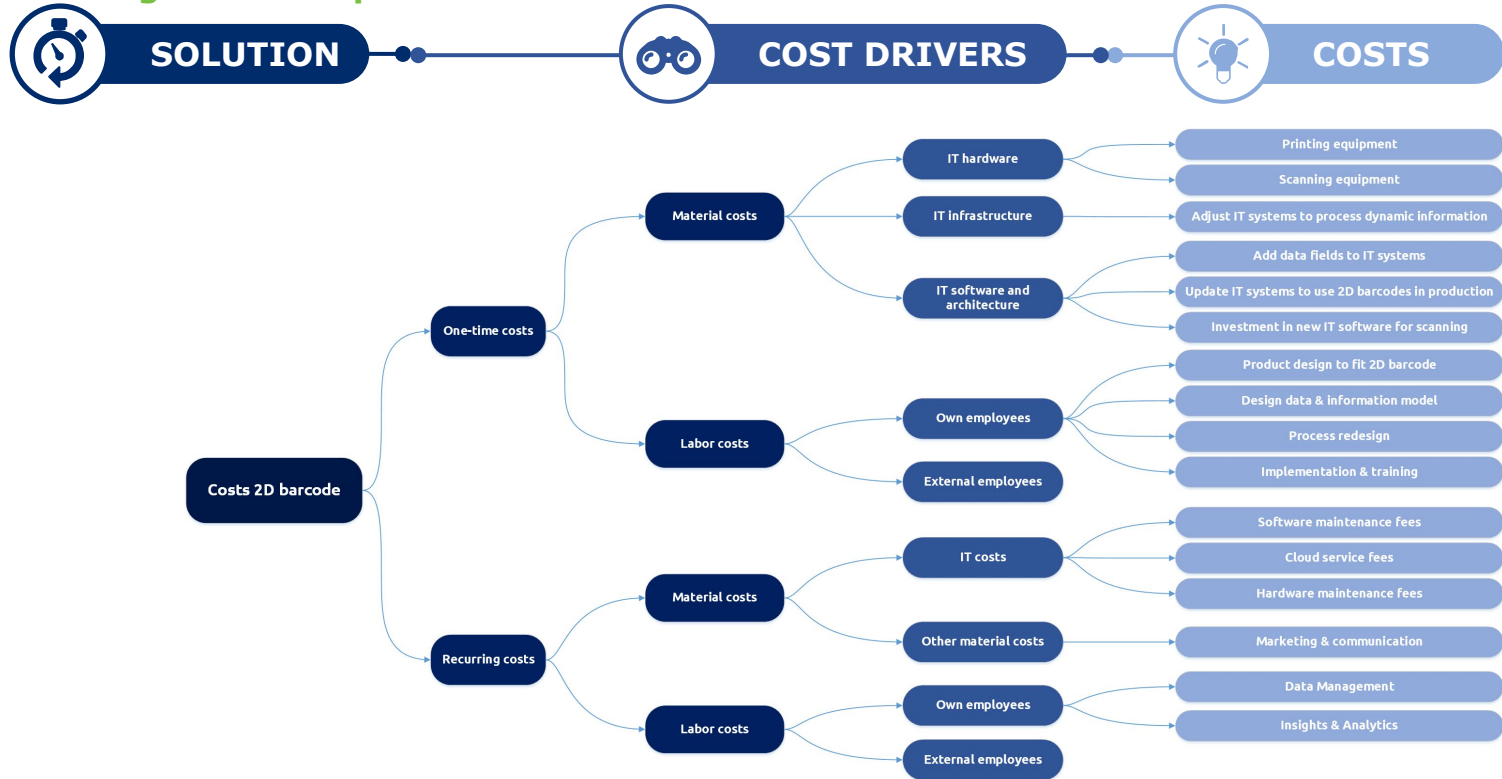 SOLUTION
COST DRIVERS
COSTS
IT hardware
Printing equipment
Scanning equipment
Material costs
IT infrastructure
Adjust IT systems to process dynamic information
IT software and
architecture
Add data fields to IT systems
Update IT systems to use 2D barcodes in production
Investment in new IT software for scanning
One-time costs
Product design to fit 2D barcode
Design data & information model
Own employees
Process redesign
Labor costs
Implementation & training
External employees
Costs 2D barcode
Software maintenance fees
IT costs
Cloud service fees
Hardware maintenance fees
Material costs
Other material costs
Marketing & communication
Recurring costs
Data Management
Own employees
Insights & Analytics
Labor costs
External employees